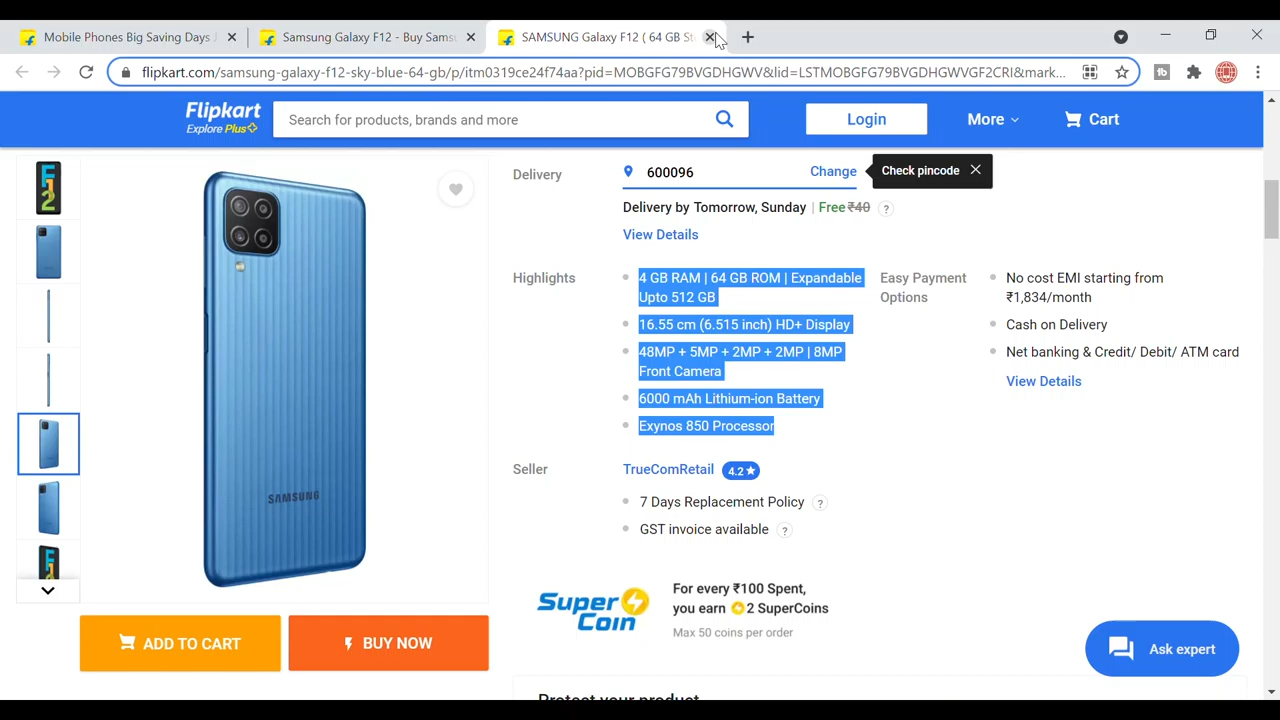 Mobile Phones Big Saving Days
Samsung Galaxy F12 - Buy Samsu
SAMSUNG Galaxy F12 ( 64 GB St
flipkart.com/samsung-galaxy-f12-sky-blue-64-gb/p/itm0319ce24f74aa?pid=MOBGFG79BVGDHGWV&lid=LSTMOBGFG79BVGDHGWVGF2CRI&mark...
Flipkart
Explore Plus
Search for products, brands and more
Login
More
Cart
F12
Delivery
600096
Change
Check pincode
Delivery by Tomorrow, Sunday | Free ₹40 ?
View Details
Highlights
4 GB RAM | 64 GB ROM | Expandable
Upto 512 GB
16.55 cm (6.515 inch) HD+ Display
48MP + 5MP + 2MP + 2MP | 8MP
Front Camera
6000 mAh Lithium-ion Battery
Exynos 850 Processor
Easy Payment
Options
No cost EMI starting from
₹1,834/month
Cash on Delivery
Net banking & Credit/ Debit/ ATM card
View Details
SAMSUNG
Seller
TrueComRetail 4.2★
7 Days Replacement Policy ?
GST invoice available ?
Super
Coin
For every ₹100 Spent,
you earn 2 SuperCoins
Max 50 coins per order
ADD TO CART
BUY NOW
Ask expert
Protect your product